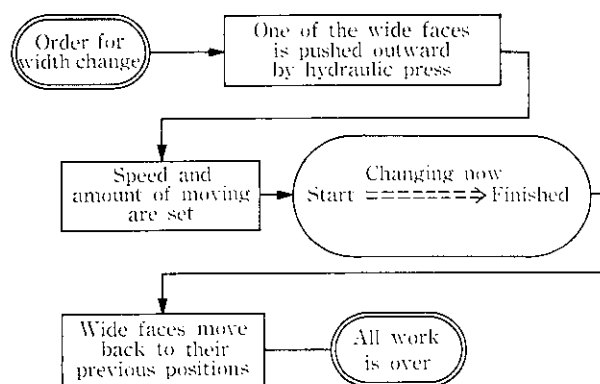 Order for
width change
One of the wide faces
is pushed outward
by hydraulic press
Speed and
amount of moving
are set
Changing now
Start
Finished
Wide faces move
back to their
previous positions
All work
is over